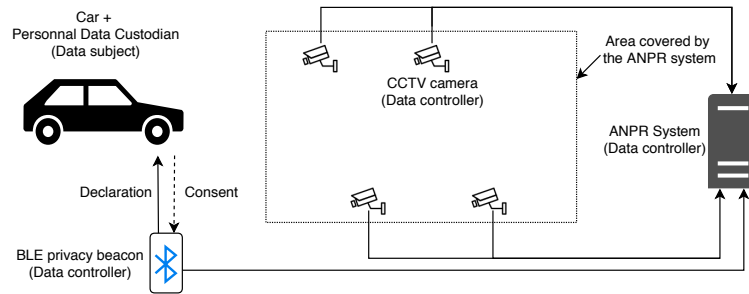 Car +
Personnal Data Custodian
(Data subject)
Area covered by
the ANPR system
CCTV camera
(Data controller)
ANPR System
(Data controller)
Declaration
Consent
BLE privacy beacon
(Data controller)